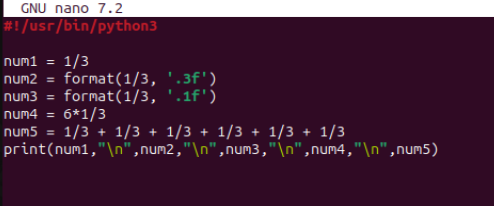 GNU nano 7.2
#!/usr/bin/python3
num1 = 1/3
num2 = format(1/3, '.3f')
num3 = format(1/3, '.1f')
num4 = 6*1/3
num5 = 1/3 + 1/3 + 1/3 + 1/3 + 1/3 + 1/3
print(num1,"\n",num2,"\n",num3,"\n",num4,"\n",num5)